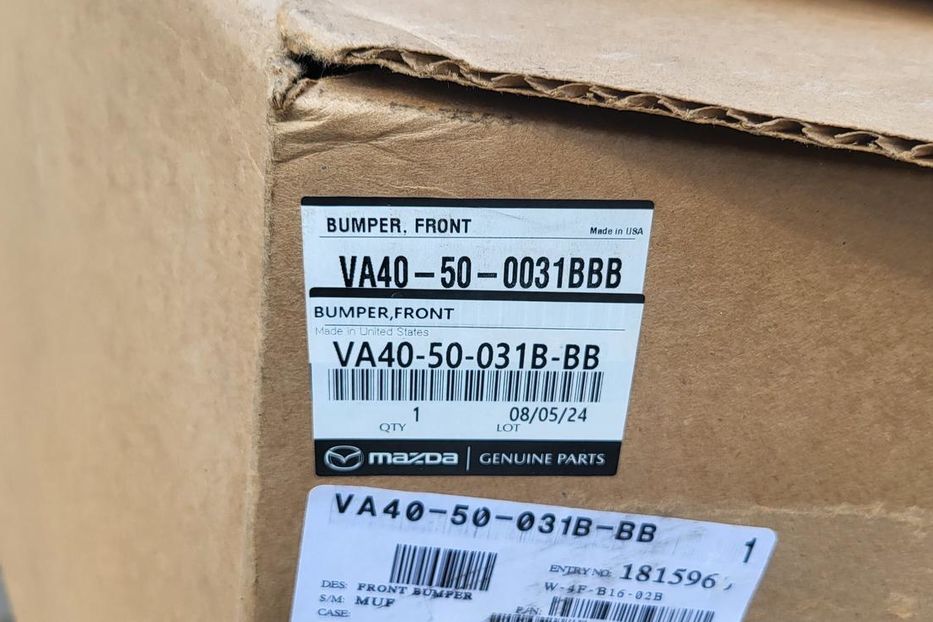 BUMPER, FRONT
Made in USA
VA40-50-0031BBB
BUMPER,FRONT
Made in United States
VA40-50-031B-BB
1 08/05/24
QTY LOT
mazda GENUINE PARTS
VA40-50-031B-BB
1
ENTRY NO: 181596
DES: FRONT BUMPER
W-4F-B16-02B
S/M: MUF
CASE:
P/N: